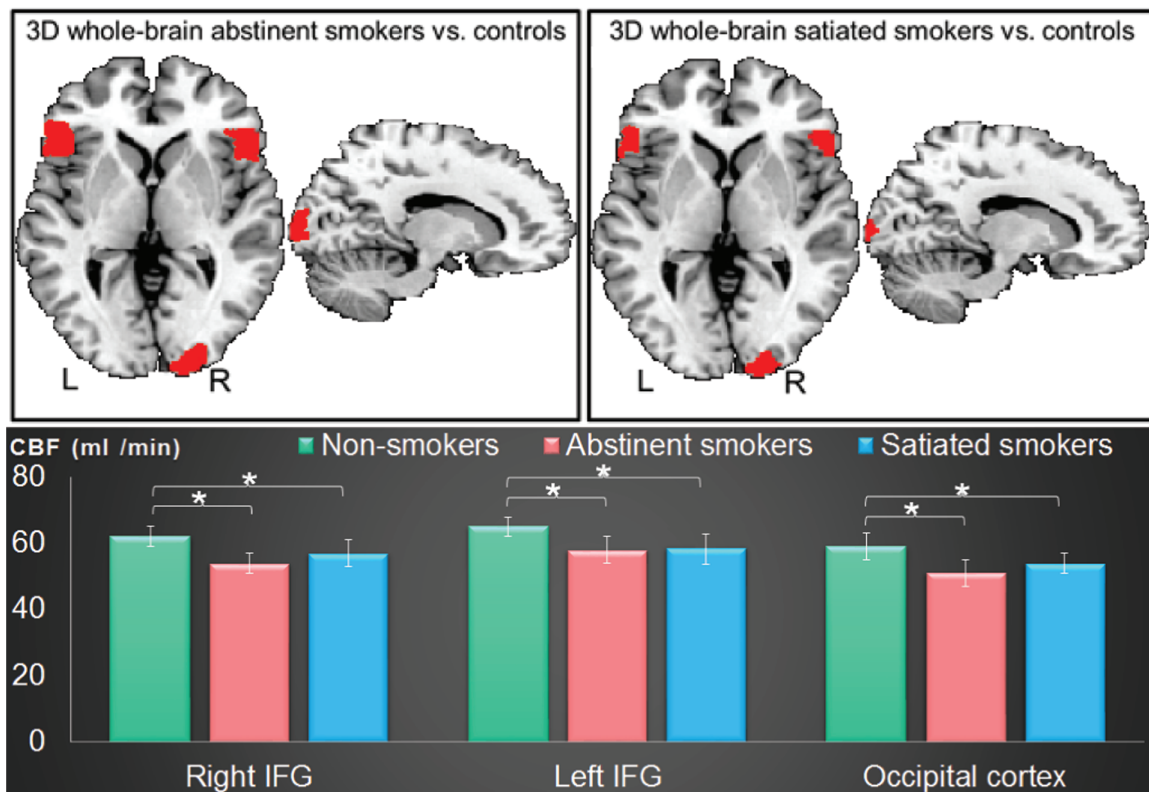 3D whole-brain abstinent smokers vs. controls
L R
3D whole-brain satiated smokers vs. controls
L R
CBF (ml /min) Non-smokers Abstinent smokers Satiated smokers
80
* * * * * *
60
40
20
0
Right IFG Left IFG Occipital cortex